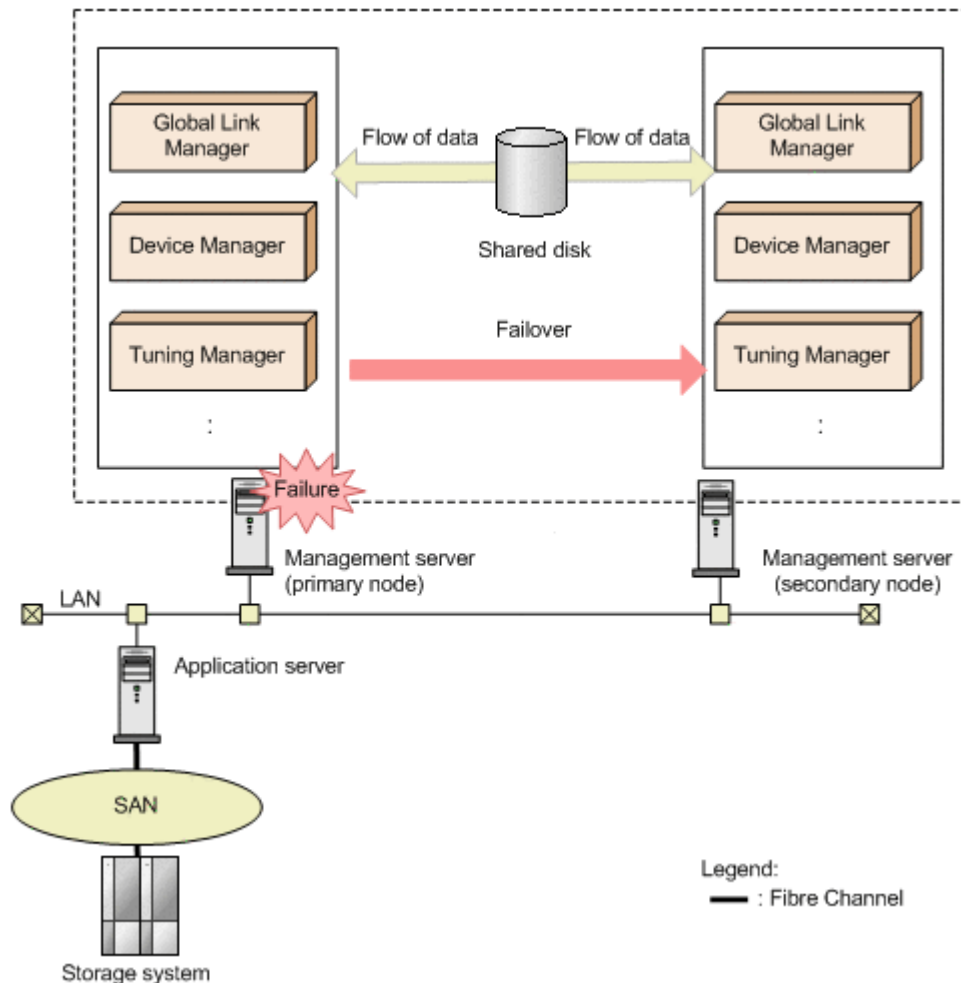 Global Link
Manager
Device Manager
Tuning Manager
:
Flow of data
Flow of data
Shared disk
Failover
Global Link
Manager
Device Manager
Tuning Manager
:
Failure
Management server
(primary node)
Management server
(secondary node)
LAN
Application server
SAN
Storage system
Legend:
: Fibre Channel